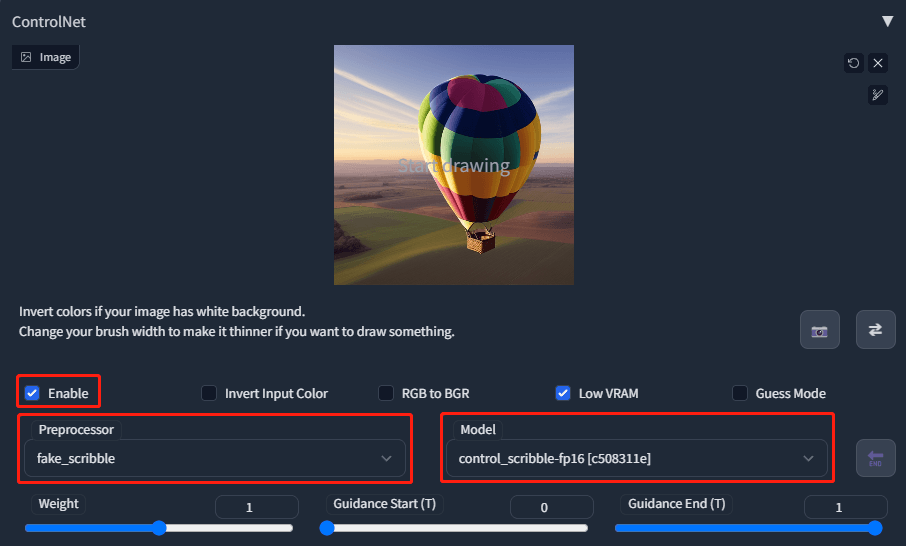 ControlNet
Image
Start drawing
Invert colors if your image has white background.
Change your brush width to make it thinner if you want to draw something.
Enable
Invert Input Color
RGB to BGR
Low VRAM
Guess Mode
Preprocessor
fake_scribble
Model
control_scribble-fp16 [c508311e]
END
Weight
1
Guidance Start (T)
0
Guidance End (T)
1